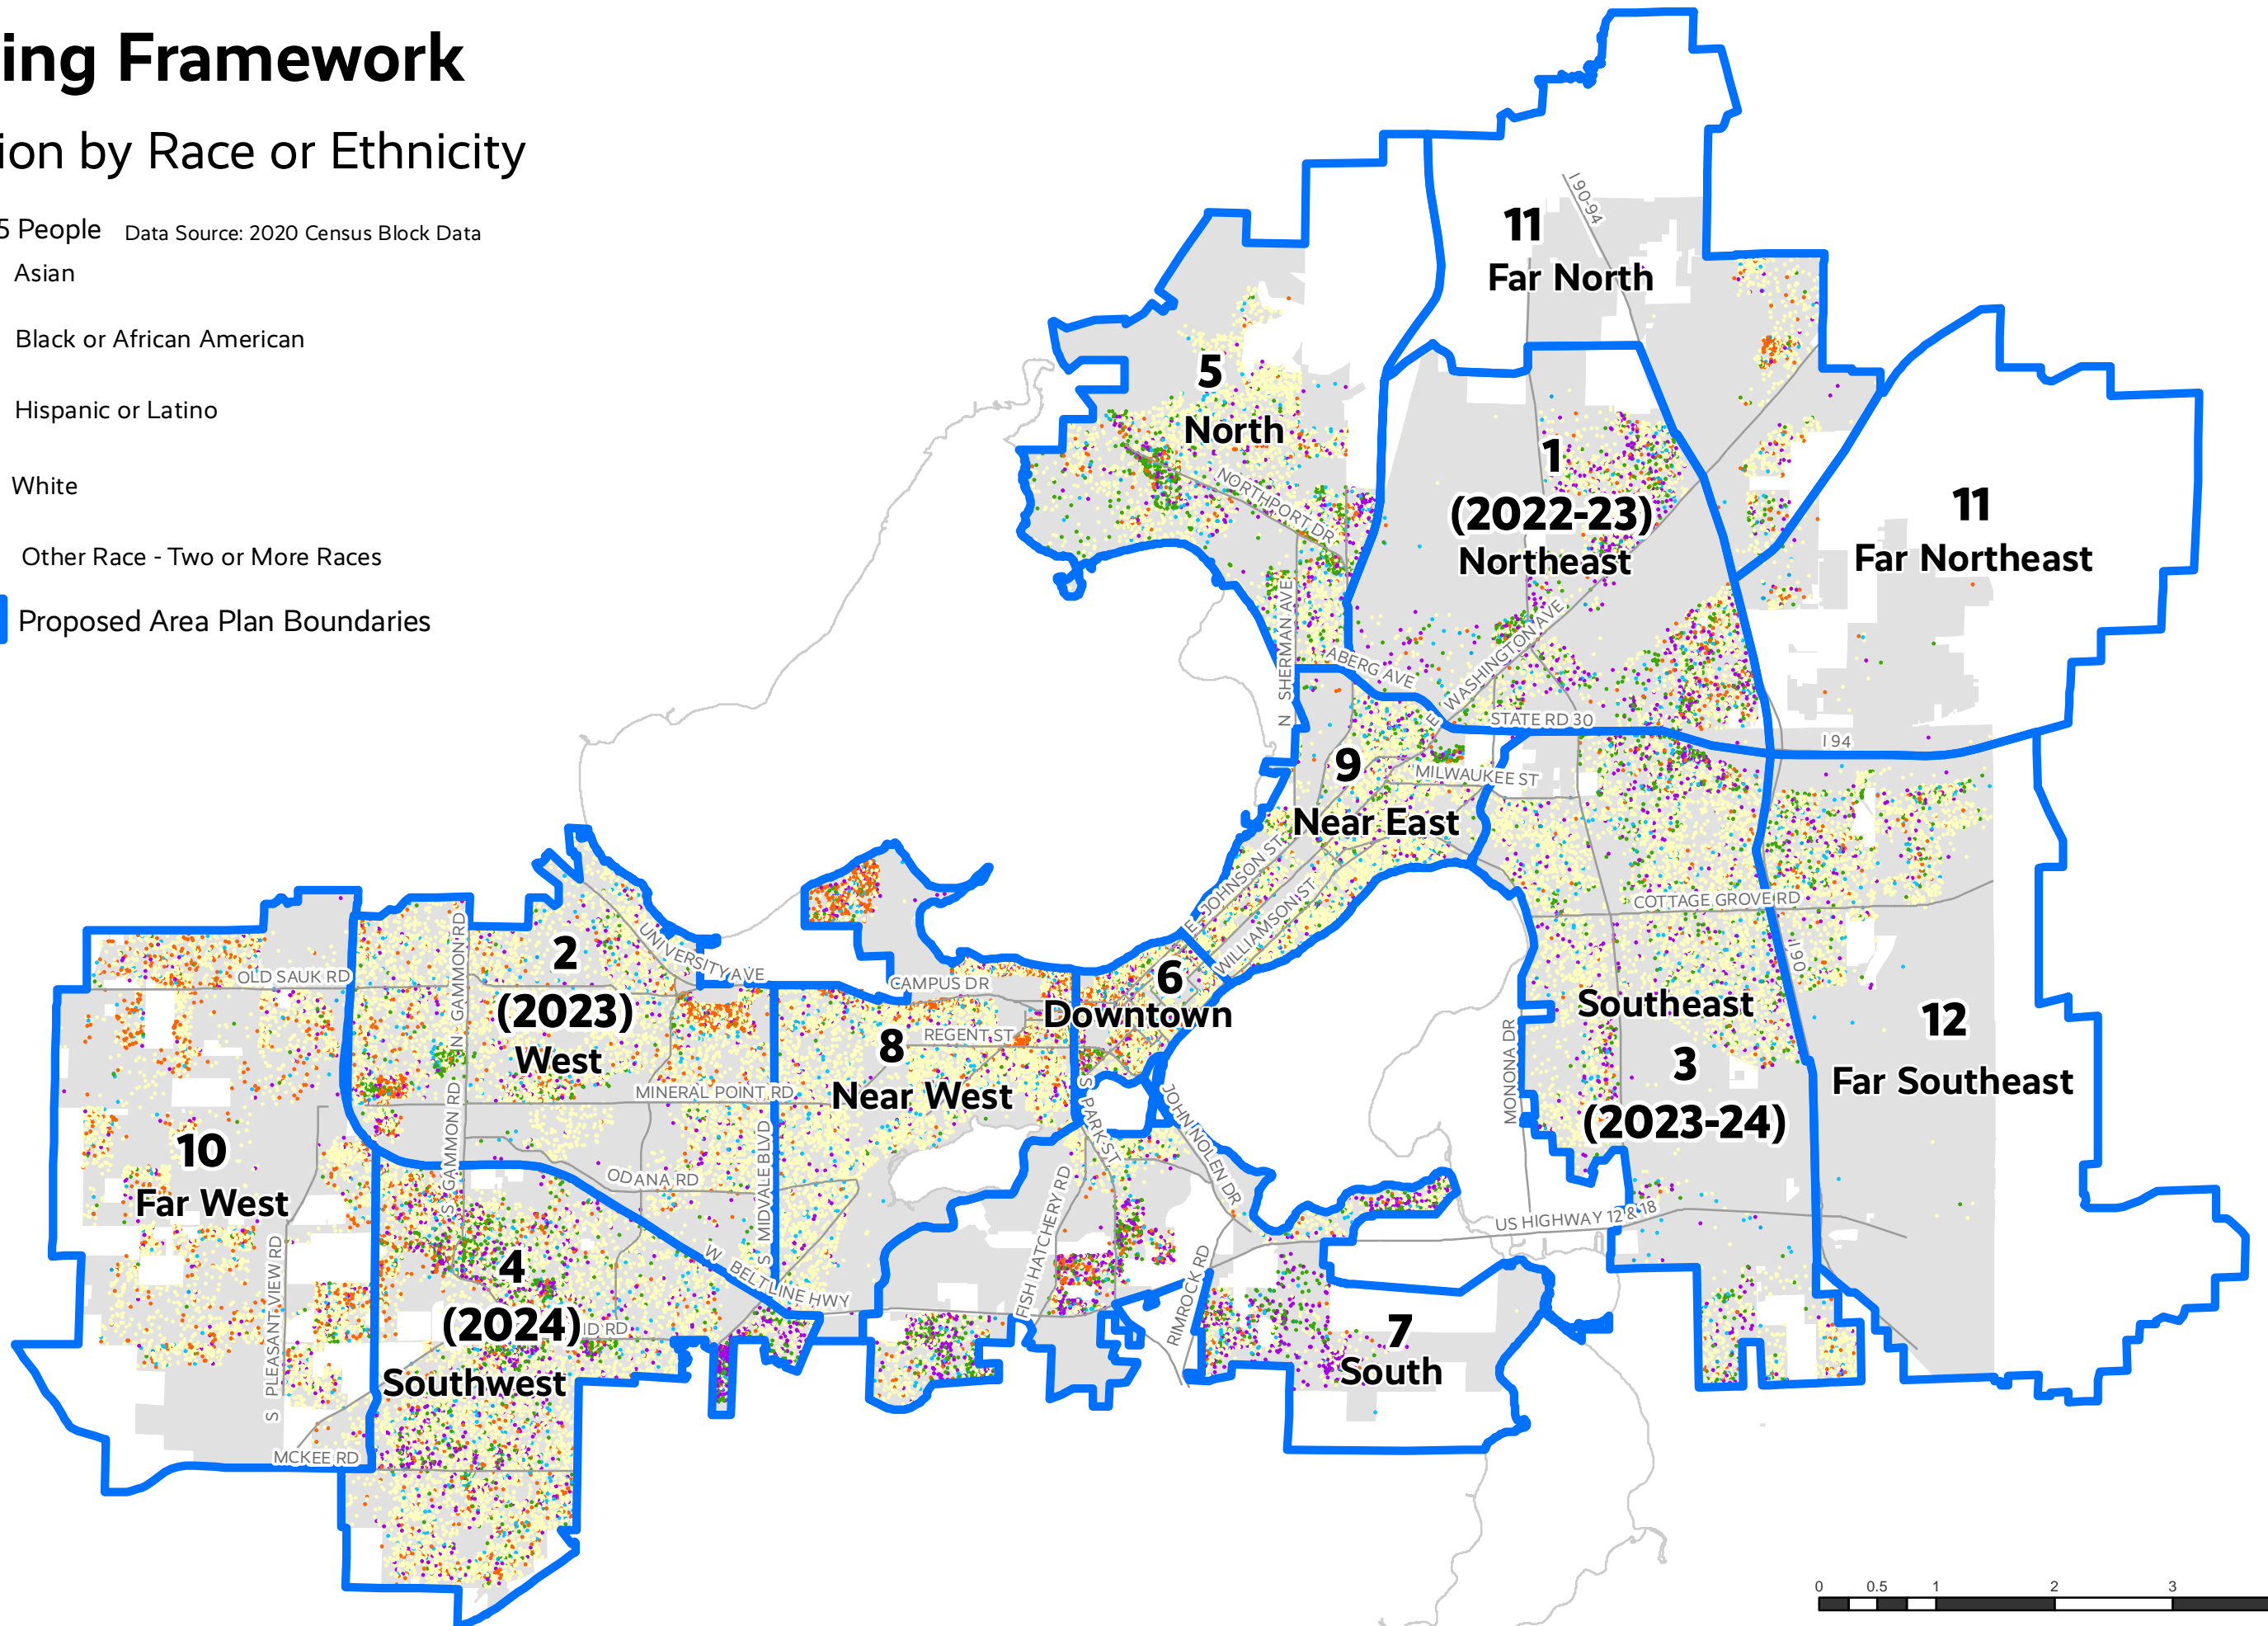 ing Framework
ion by Race or Ethnicity
5 People Data Source: 2020 Census Block Data
Asian
Black or African American
Hispanic or Latino
White
Other Race - Two or More Races
Proposed Area Plan Boundaries
I 90-94
11
Far North
5
North
NORTHPORT DR
1
(2022-23)
Northeast
11
Far Northeast
N SHERMAN AVE
ABERG AVE
E WASHINGTON AVE
STATE RD 30
I 94
9
Near East
MILWAUKEE ST
E JOHNSON ST
WILLIAMSON ST
COTTAGE GROVE RD
I 90
2
(2023)
West
UNIVERSITY AVE
OLD SAUK RD
N GAMMON RD
CAMPUS DR
6
Downtown
REGENT ST
8
Near West
MINERAL POINT RD
Southeast
3
(2023-24)
MONONA DR
12
Far Southeast
10
Far West
S GAMMON RD
ODANA RD
S MIDVALE BLVD
S PARK ST
JOHN NOLEN DR
FISH HATCHERY RD
US HIGHWAY 12 & 18
S PLEASANT VIEW RD
4
(2024)
Southwest
ID RD
W BELTLINE HWY
RIMROCK RD
7
South
MCKEE RD
0 0.5 1 2 3